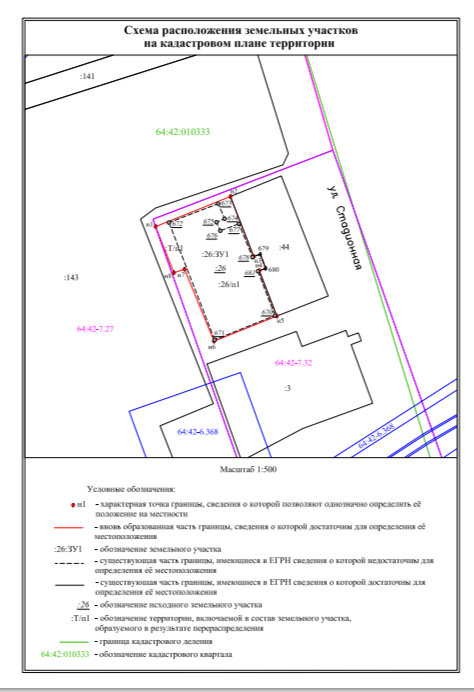 Схема расположения земельных участков
на кадастровом плане территории
:141
64:42:010333
ул. Стадионная
н1
672
673
674
675
676
677
:Т/п1
:26:ЗУ1
:26
:26/п1
678
679
680
:44
:143
н8
н7
н5
671
н6
64:42-7.27
64:42-7.52
:3
64:42-6.368
64:42-6.368
Масштаб 1:500
Условные обозначения:
н1 - характерная точка границы, сведения о которой позволяют однозначно определить её
положение на местности
- вновь образованная часть границы, сведения о которой достаточны для определения её
местоположения
:26:ЗУ1 - обозначение земельного участка
- существующая часть границы, имеющиеся в ЕГРН сведения о которой недостаточны для
определения её местоположения
- существующая часть границы, имеющиеся в ЕГРН сведения о которой достаточны для
определения её местоположения
:26 - обозначение исходного земельного участка
:Т/п1 - обозначение территории, включаемой в состав земельного участка,
образуемого в результате перераспределения
- граница кадастрового деления
64:42:010333 - обозначение кадастрового квартала